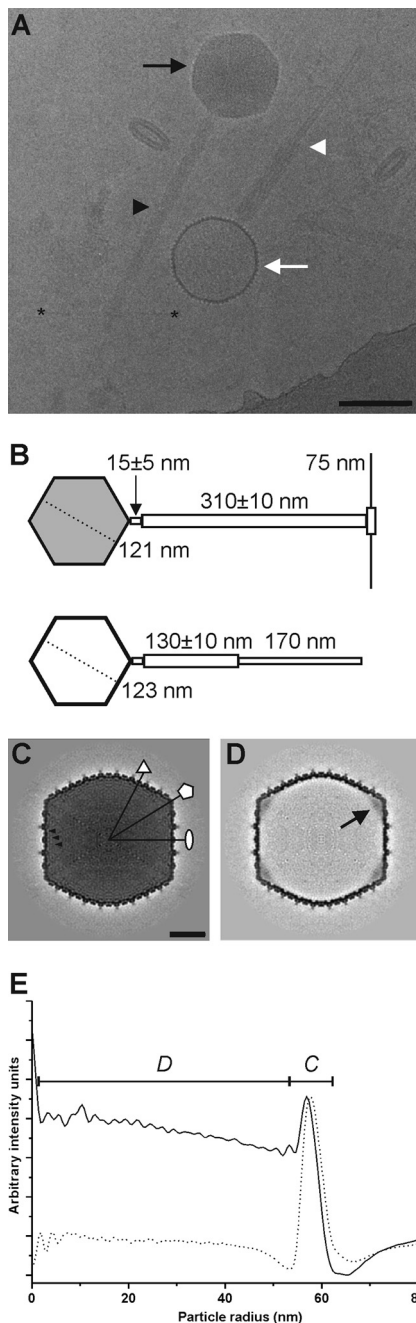 A
*
*
B
15±5 nm
75 nm
310±10 nm
121 nm
130±10 nm
170 nm
123 nm
C
D
E
D
C
Arbitrary intensity units
0
20
40
60
8
Particle radius (nm)